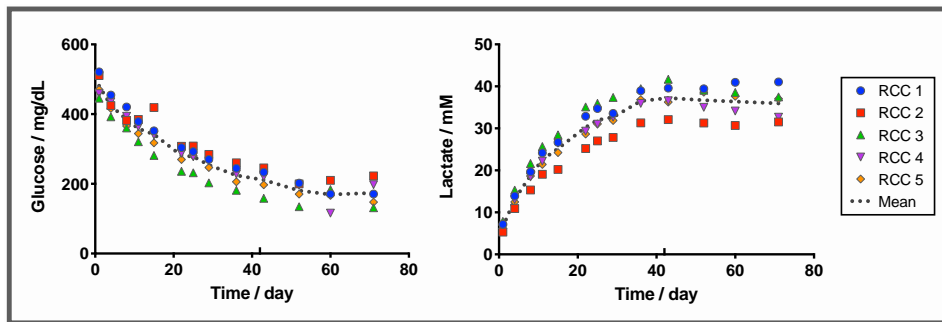 Glucose / mg/dL
600
400
200
0
0 20 40 60 80
Time / day
Lactate / mM
50
40
30
20
10
0
0 20 40 60 80
Time / day
RCC 1
RCC 2
RCC 3
RCC 4
RCC 5
Mean